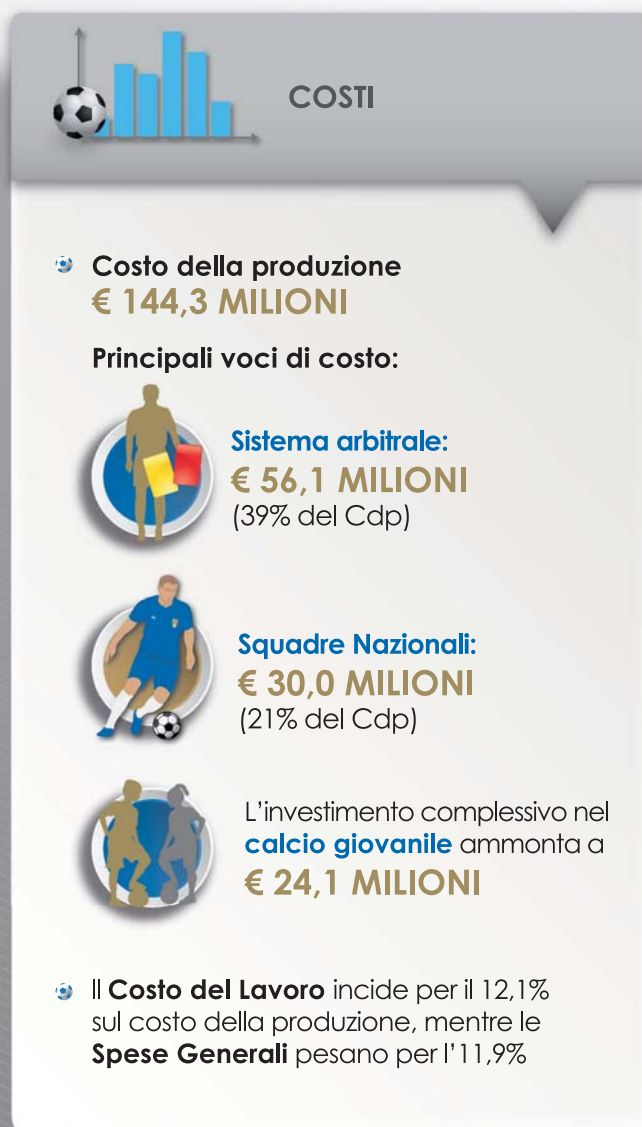 COSTI
Costo della produzione
€ 144,3 MILIONI
Principali voci di costo:
Sistema arbitrale:
€ 56,1 MILIONI
(39% del Cdp)
Squadre Nazionali:
€ 30,0 MILIONI
(21% del Cdp)
L'investimento complessivo nel
calcio giovanile ammonta a
€ 24,1 MILIONI
Il Costo del Lavoro incide per il 12,1%
sul costo della produzione, mentre le
Spese Generali pesano per l'11,9%